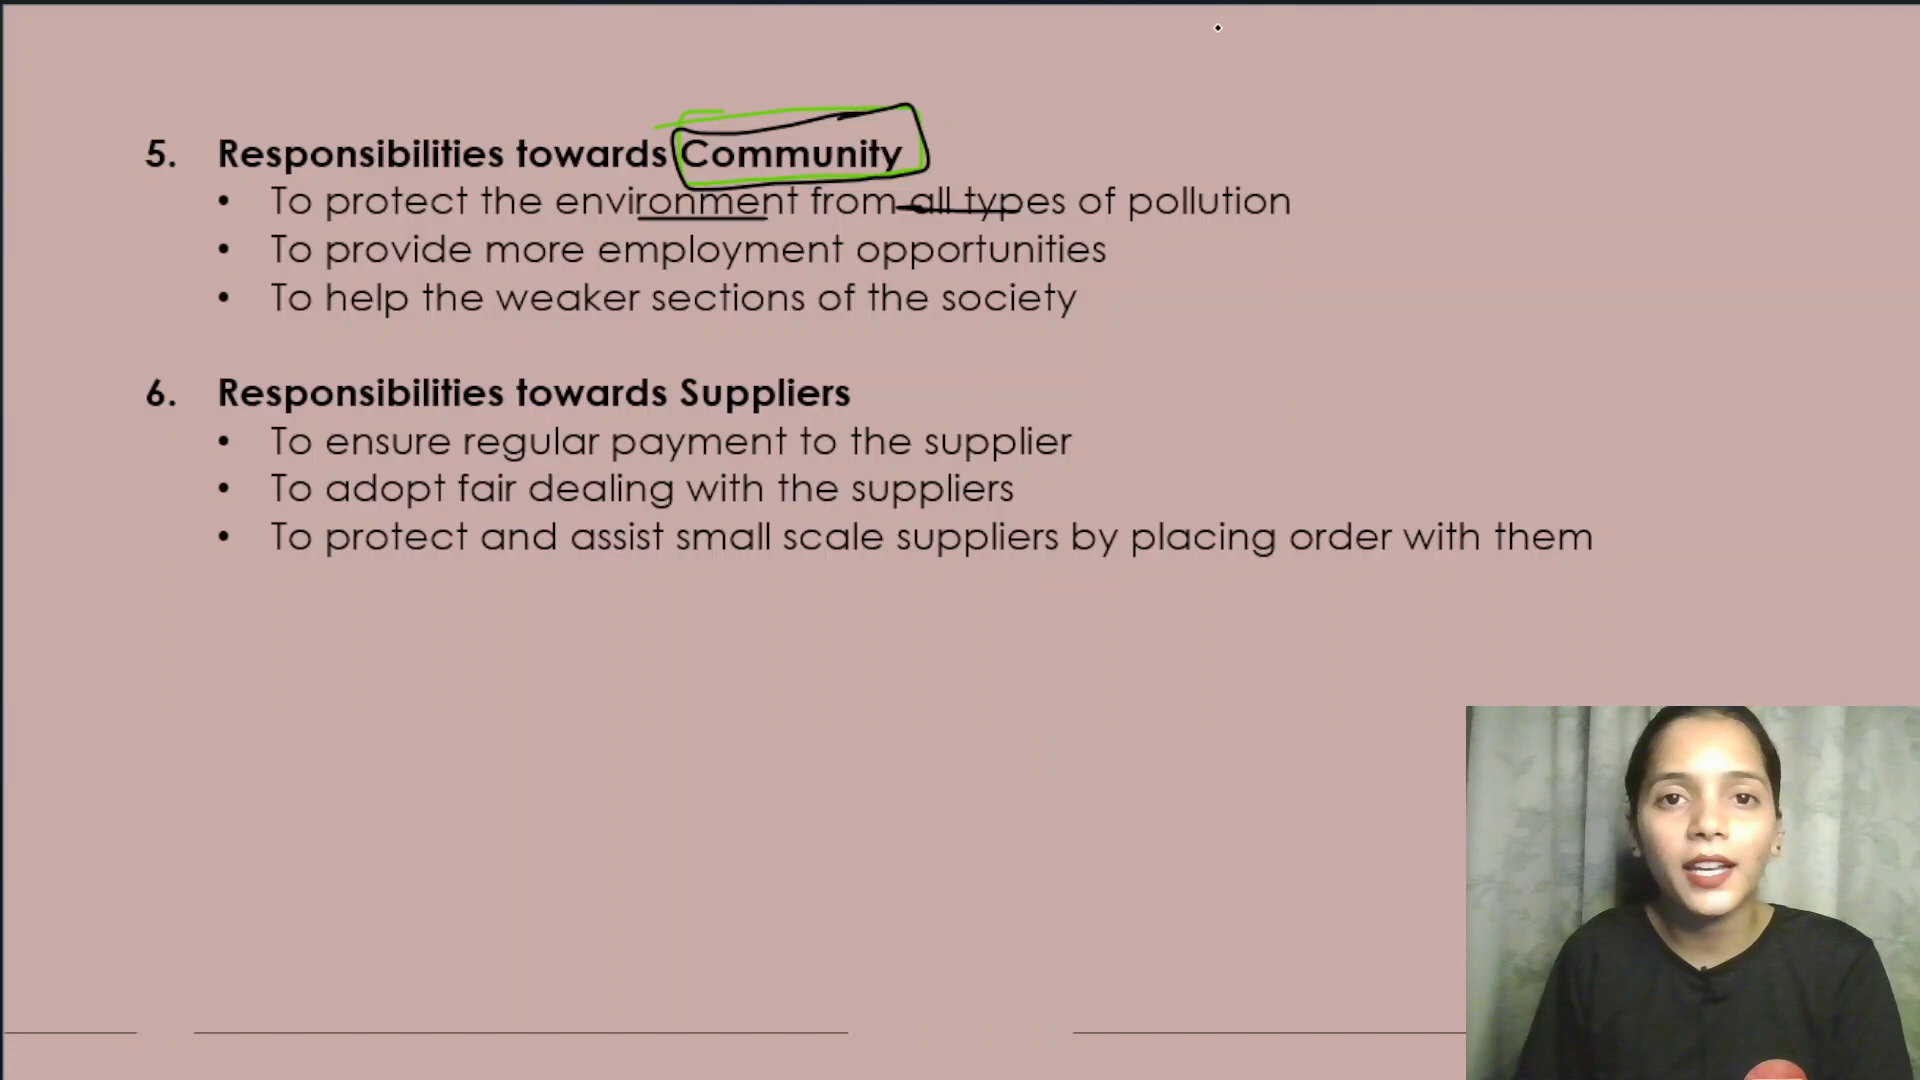 5. Responsibilities towards Community
• To protect the environment from all types of pollution
• To provide more employment opportunities
• To help the weaker sections of the society
6. Responsibilities towards Suppliers
• To ensure regular payment to the supplier
• To adopt fair dealing with the suppliers
• To protect and assist small scale suppliers by placing order with them